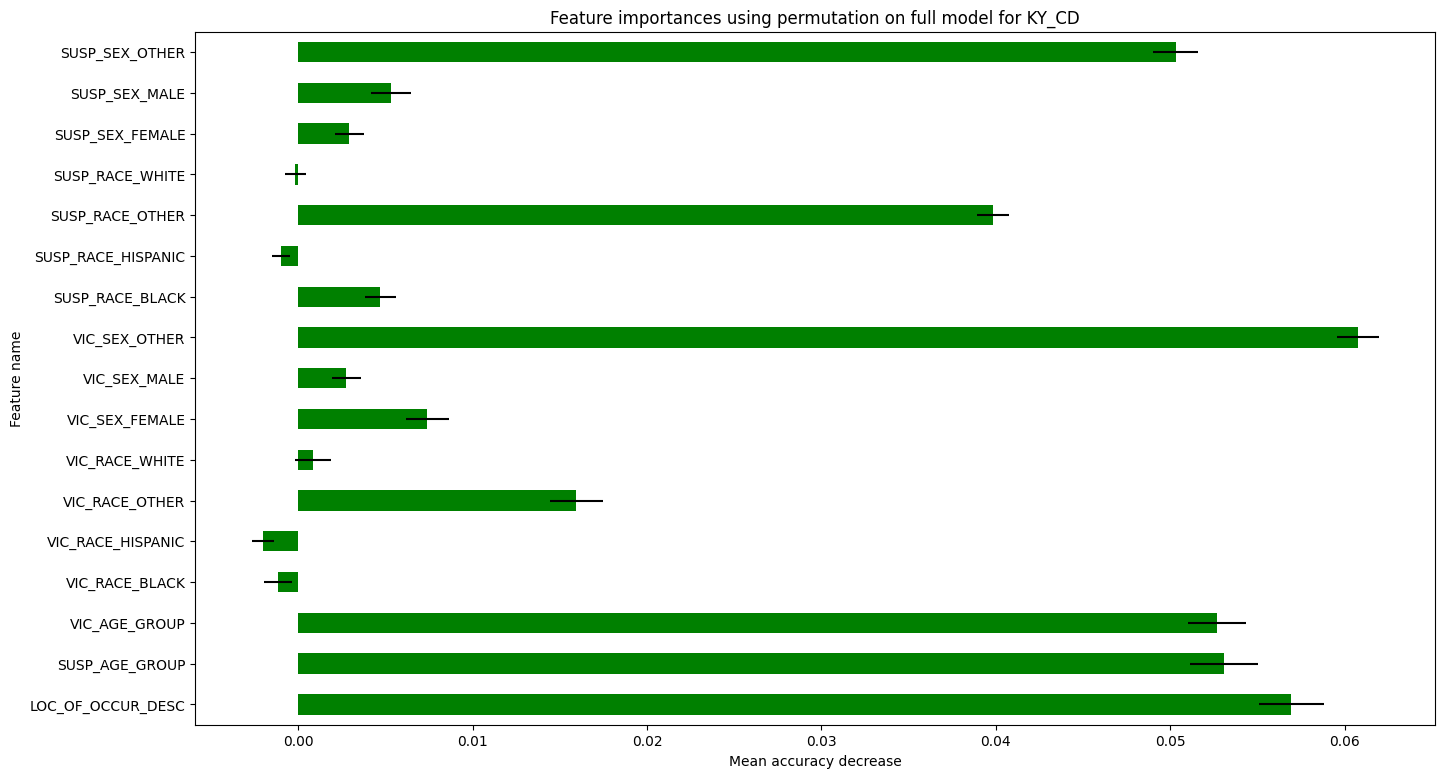 Feature importances using permutation on full model for KY_CD
SUSP_SEX_OTHER
SUSP_SEX_MALE
SUSP_SEX_FEMALE
SUSP_RACE_WHITE
SUSP_RACE_OTHER
SUSP_RACE_HISPANIC
SUSP_RACE_BLACK
VIC_SEX_OTHER
VIC_SEX_MALE
VIC_SEX_FEMALE
VIC_RACE_WHITE
VIC_RACE_OTHER
VIC_RACE_HISPANIC
VIC_RACE_BLACK
VIC_AGE_GROUP
SUSP_AGE_GROUP
LOC_OF_OCCUR_DESC
Feature name
0.00 0.01 0.02 0.03 0.04 0.05 0.06
Mean accuracy decrease